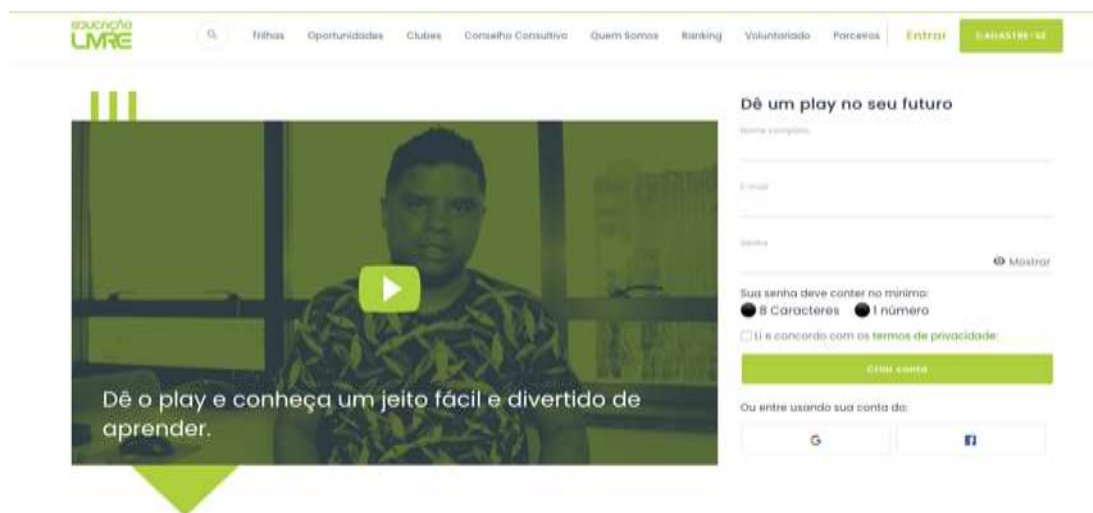 EDUCAÇÃO
LIVRE
Trilhas Oportunidades Clubes Conselho Consultivo Quem Somos Ranking Voluntariado Parceiros Entrar CADASTRE-SE
Dê um play no seu futuro
Nome completo
E-mail
Senha
Mostrar
Sua senha deve conter no mínimo:
8 Caracteres 1 número
Li e concordo com os termos de privacidade:
Criar conta
Ou entre usando sua conta do:
Dê o play e conheça um jeito fácil e divertido de
aprender.